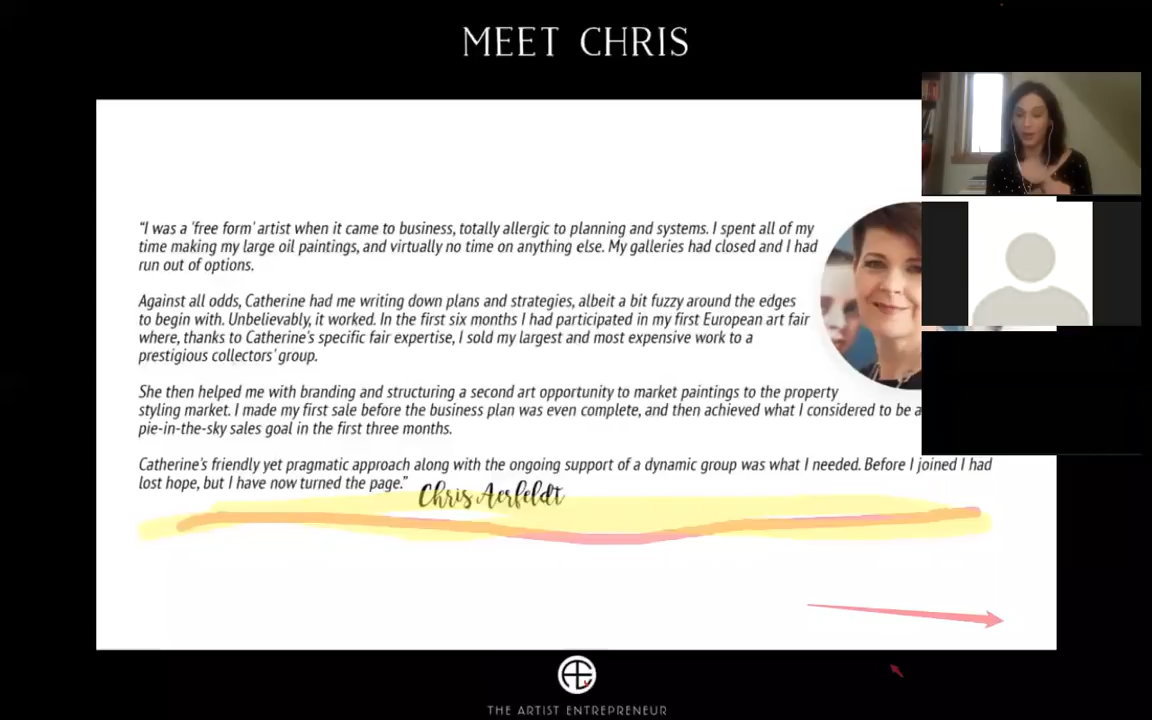 MEET CHRIS
“I was a 'free form' artist when it came to business, totally allergic to planning and systems. I spent all of my
time making my large oil paintings, and virtually no time on anything else. My galleries had closed and I had
run out of options.
Against all odds, Catherine had me writing down plans and strategies, albeit a bit fuzzy around the edges
to begin with. Unbelievably, it worked. In the first six months I had participated in my first European art fair
where, thanks to Catherine's specific fair expertise, I sold my largest and most expensive work to a
prestigious collectors' group.
She then helped me with branding and structuring a second art opportunity to market paintings to the property
styling market. I made my first sale before the business plan was even complete, and then achieved what I considered to be a
pie-in-the-sky sales goal in the first three months.
Catherine's friendly yet pragmatic approach along with the ongoing support of a dynamic group was what I needed. Before I joined I had
lost hope, but I have now turned the page.”
Chris Aerfeldt
THE ARTIST ENTREPRENEUR